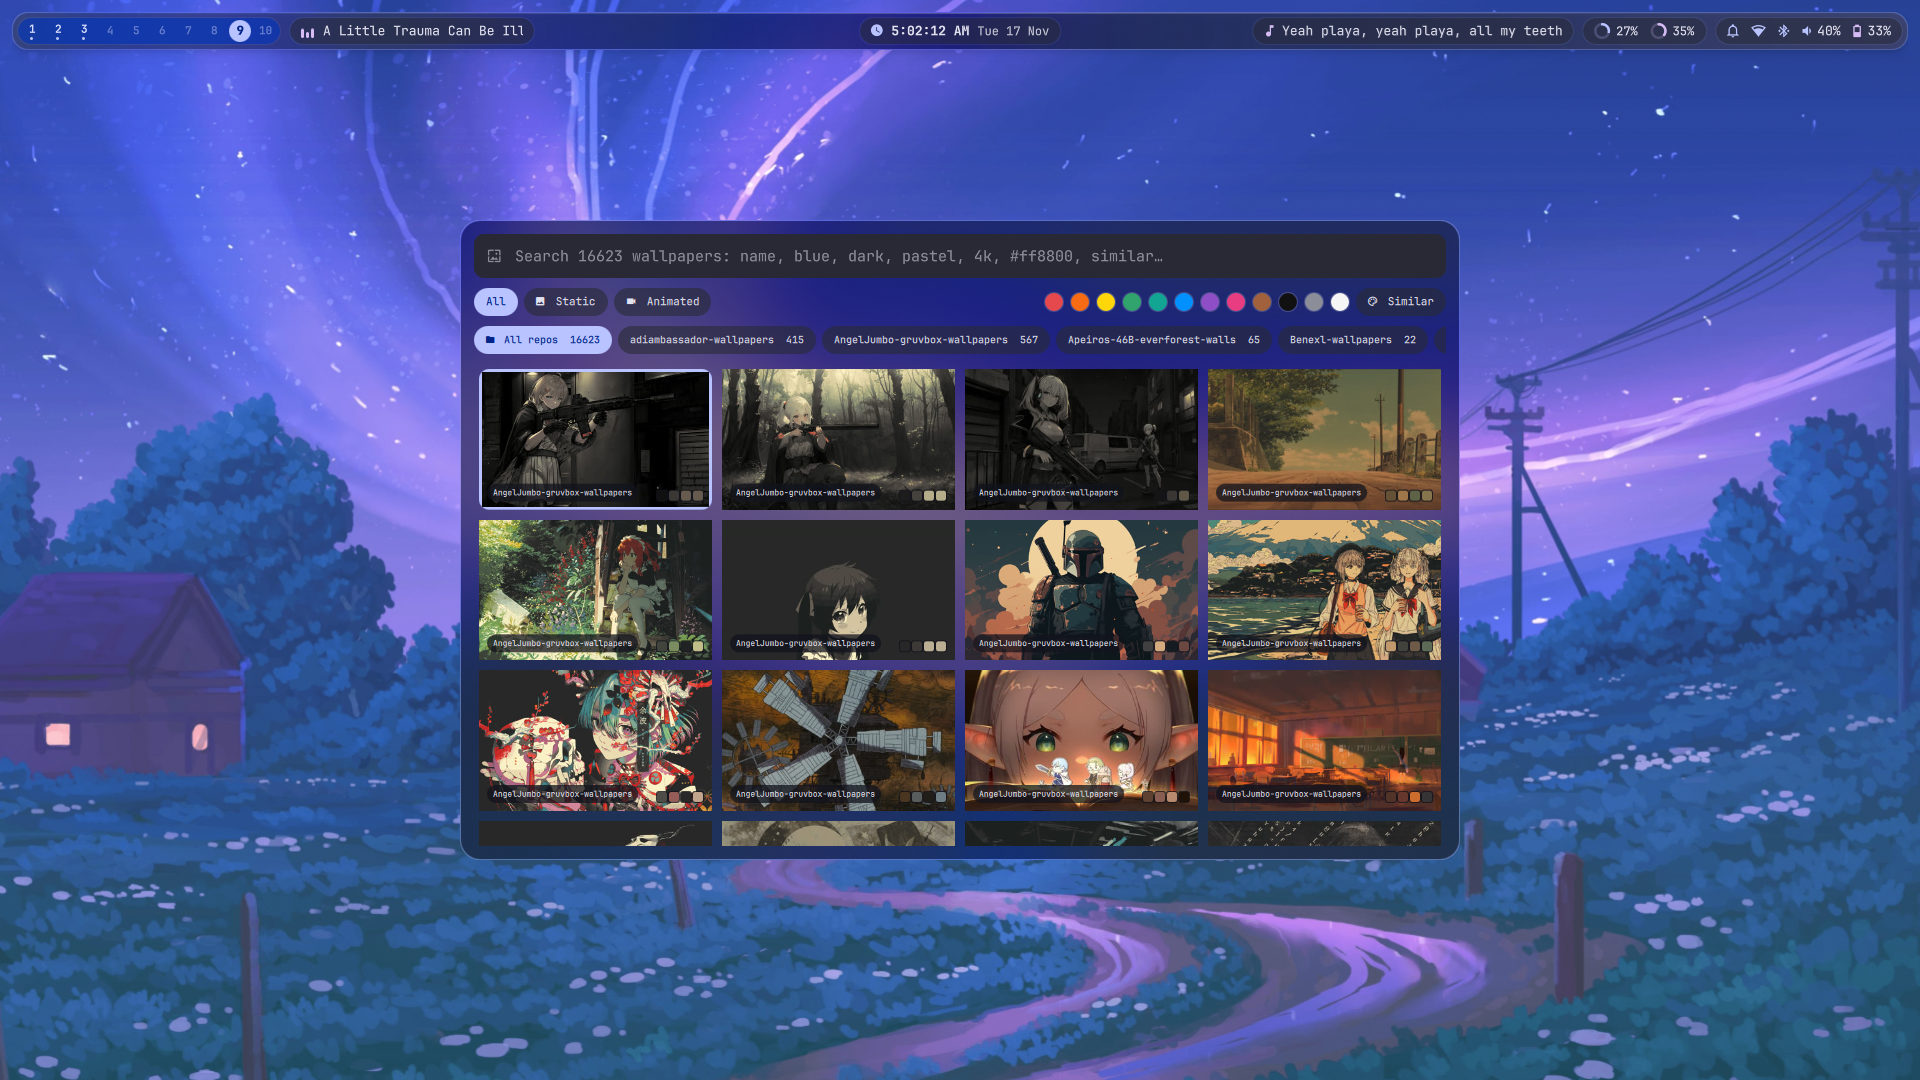 1 2 3 4 5 6 7 8 9 10 A Little Trauma Can Be Ill 5:02:12 AM Tue 17 Nov Yeah playa, yeah playa, all my teeth 27% 35% 40% 33%
Search 16623 wallpapers: name, blue, dark, pastel, 4k, #ff8800, similar…
All Static Animated Similar
All repos 16623 adiambassador-wallpapers 415 AngelJumbo-gruvbox-wallpapers 567 Apeiros-46B-everforest-walls 65 Benexl-wallpapers 22
AngelJumbo-gruvbox-wallpapers AngelJumbo-gruvbox-wallpapers AngelJumbo-gruvbox-wallpapers AngelJumbo-gruvbox-wallpapers
AngelJumbo-gruvbox-wallpapers AngelJumbo-gruvbox-wallpapers AngelJumbo-gruvbox-wallpapers AngelJumbo-gruvbox-wallpapers
AngelJumbo-gruvbox-wallpapers AngelJumbo-gruvbox-wallpapers AngelJumbo-gruvbox-wallpapers AngelJumbo-gruvbox-wallpapers